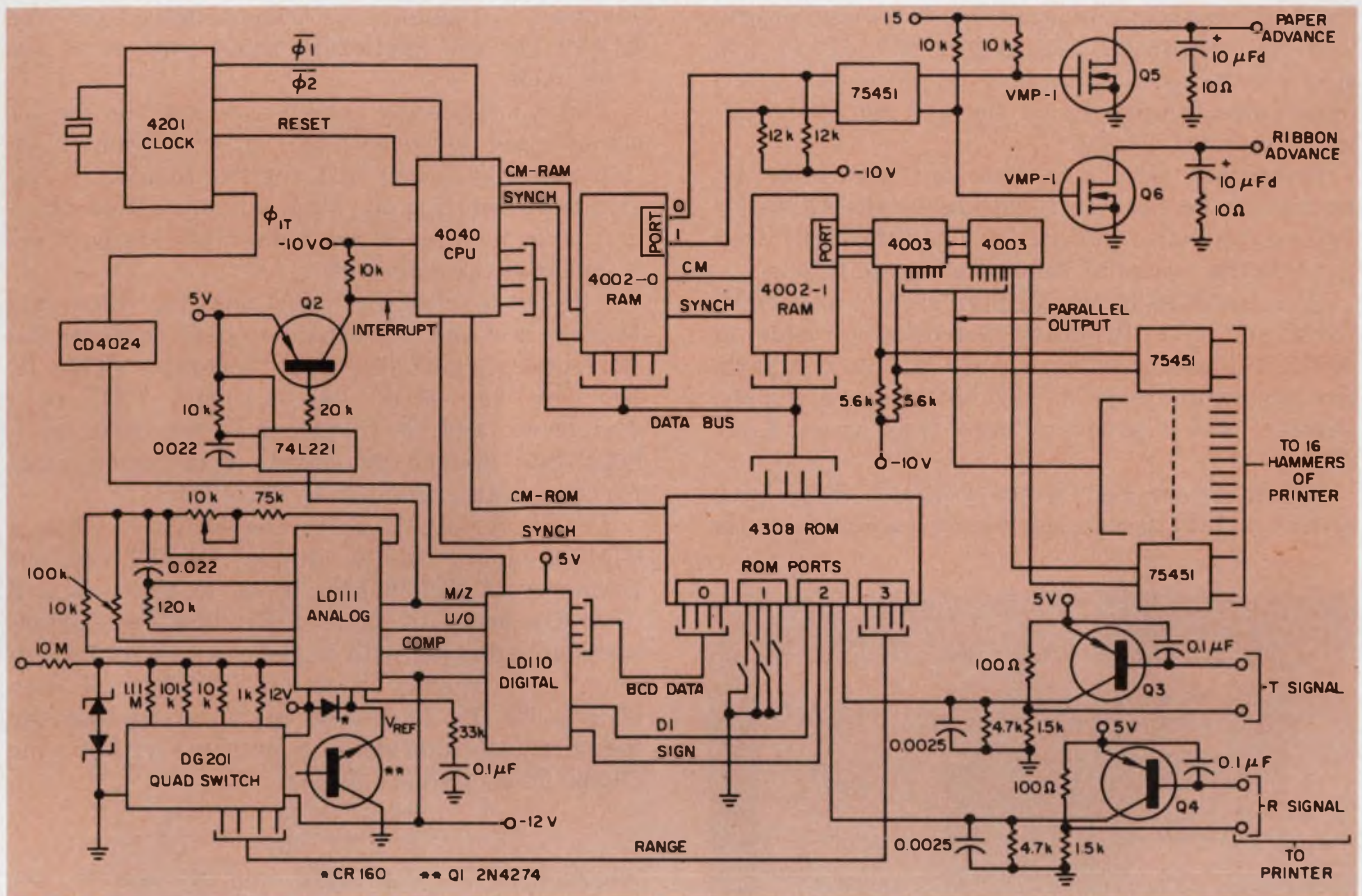 4201
CLOCK
φ1
φ2
RESET
φ1T
-10V
10k
5V
Q2
INTERRUPT
CD4024
10k
20k
0.022
74L221
4040
CPU
CM-RAM
SYNCH
4002-0
RAM
PORT
0
1
CM
SYNCH
4002-1
RAM
PORT
DATA BUS
15
10k
10k
75451
12k
12k
-10V
VMP-1
Q5
PAPER
ADVANCE
+
10 µFd
10Ω
VMP-1
Q6
RIBBON
ADVANCE
+
10 µFd
10Ω
4003
4003
PARALLEL
OUTPUT
5.6k
5.6k
-10V
75451
75451
TO 16
HAMMERS
OF
PRINTER
CM-ROM
SYNCH
4308 ROM
ROM PORTS
0
1
2
3
10k
75k
0.022
100k
10k
120k
LD111
ANALOG
M/Z
U/O
COMP
5V
LD110
DIGITAL
BCD DATA
DI
SIGN
10M
1.11
M
101
k
10
k
1k
12V
*
VREF
**
DG201
QUAD SWITCH
33k
0.1µF
-12V
RANGE
* CR160
** Q1 2N4274
5V
100Ω
Q3
0.1µF
0.0025
4.7k
1.5k
T SIGNAL
5V
100Ω
Q4
0.1µF
0.0025
4.7k
1.5k
R SIGNAL
TO
PRINTER